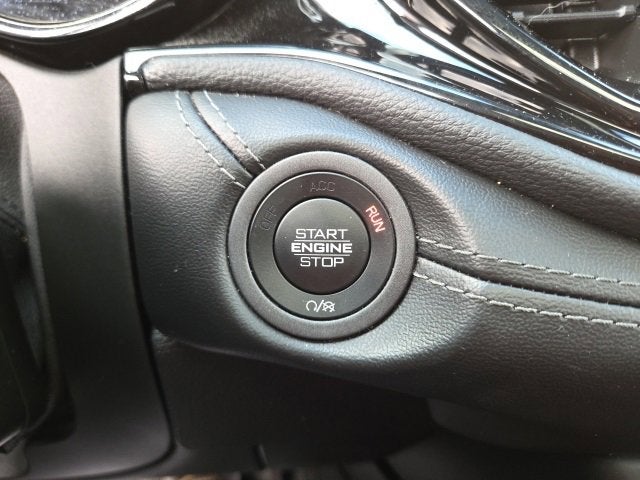 ACC
OFF
RUN
START
ENGINE
STOP